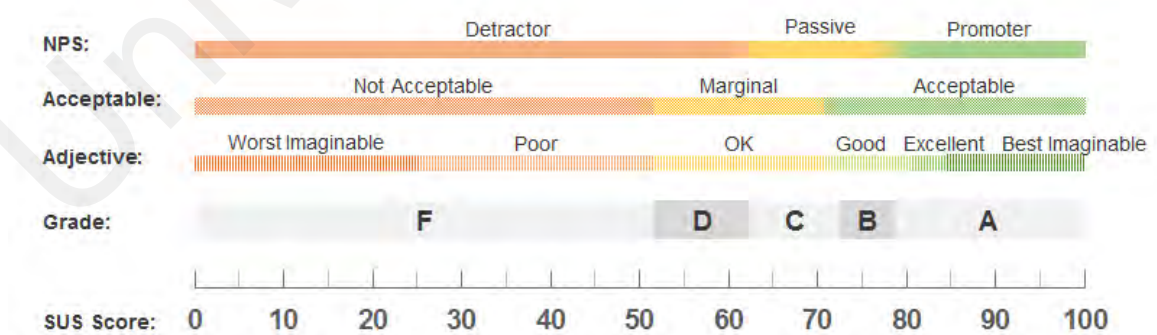 NPS: Detractor Passive Promoter
Acceptable: Not Acceptable Marginal Acceptable
Adjective: Worst Imaginable Poor OK Good Excellent Best Imaginable
Grade: F D C B A
SUS Score: 0 10 20 30 40 50 60 70 80 90 100